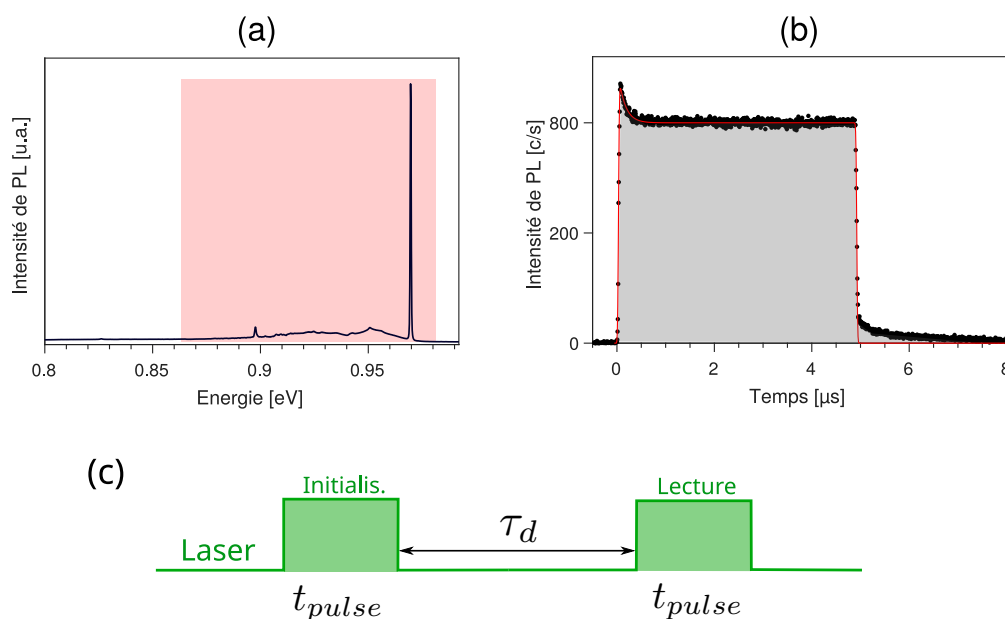 (a)
Intensité de PL [u.a.]
0.8
0.85
0.9
0.95
Energie [eV]
(b)
Intensité de PL [c/s]
800
200
0
0
2
4
6
8
Temps [µs]
(c)
Initialis.
Lecture
τd
Laser
tpulse
tpulse